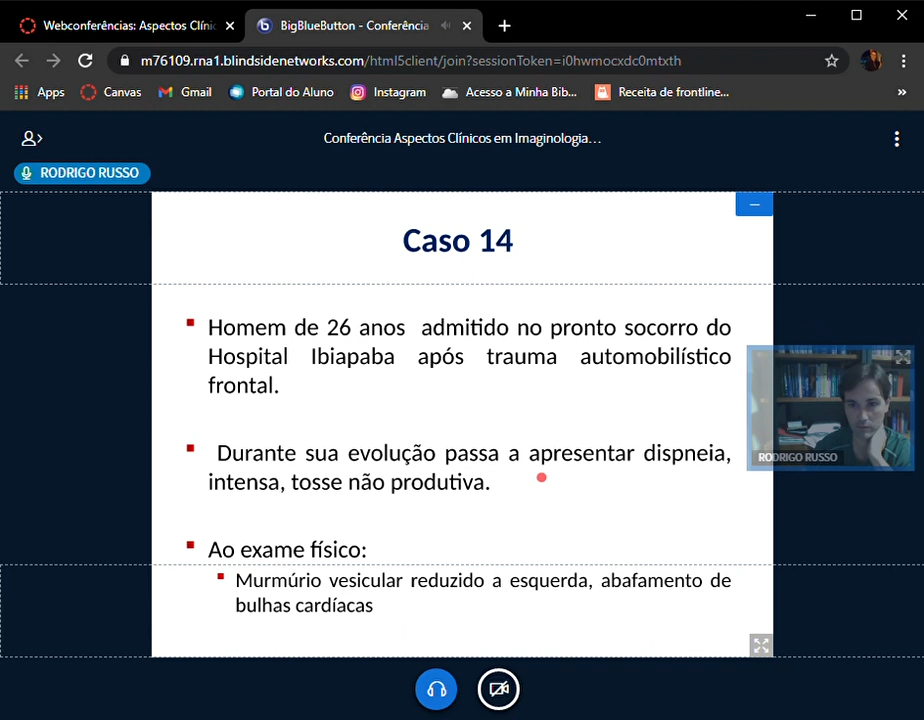 Webconferências: Aspectos Clínic
BigBlueButton - Conferência
m76109.rna1.blindsidenetworks.com/html5client/join?sessionToken=i0hwmocxdc0mtxth
Apps Canvas Gmail Portal do Aluno Instagram Acesso a Minha Bib... Receita de frontline... »
Conferência Aspectos Clínicos em Imaginologia...
RODRIGO RUSSO
Caso 14
Homem de 26 anos admitido no pronto socorro do
Hospital Ibiapaba após trauma automobilístico
frontal.
Durante sua evolução passa a apresentar dispneia,
intensa, tosse não produtiva.
RODRIGO RUSSO
Ao exame físico:
Murmúrio vesicular reduzido a esquerda, abafamento de
bulhas cardíacas